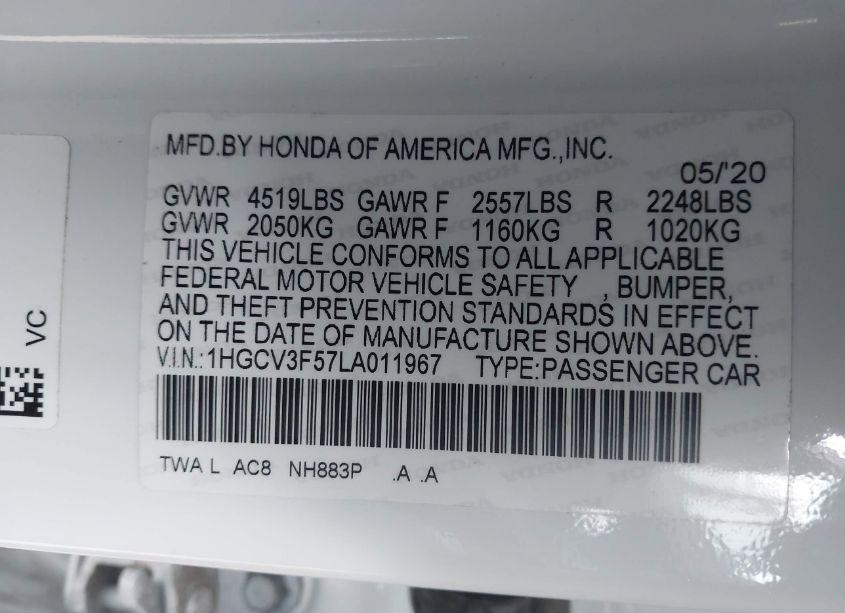 MFD.BY HONDA OF AMERICA MFG.,INC.
05/'20
GVWR 4519LBS GAWR F 2557LBS R 2248LBS
GVWR 2050KG GAWR F 1160KG R 1020KG
THIS VEHICLE CONFORMS TO ALL APPLICABLE
FEDERAL MOTOR VEHICLE SAFETY , BUMPER,
AND THEFT PREVENTION STANDARDS IN EFFECT
ON THE DATE OF MANUFACTURE SHOWN ABOVE.
V.I.N.:1HGCV3F57LA011967 TYPE:PASSENGER CAR
TWA L AC8 NH883P .A .A
VC